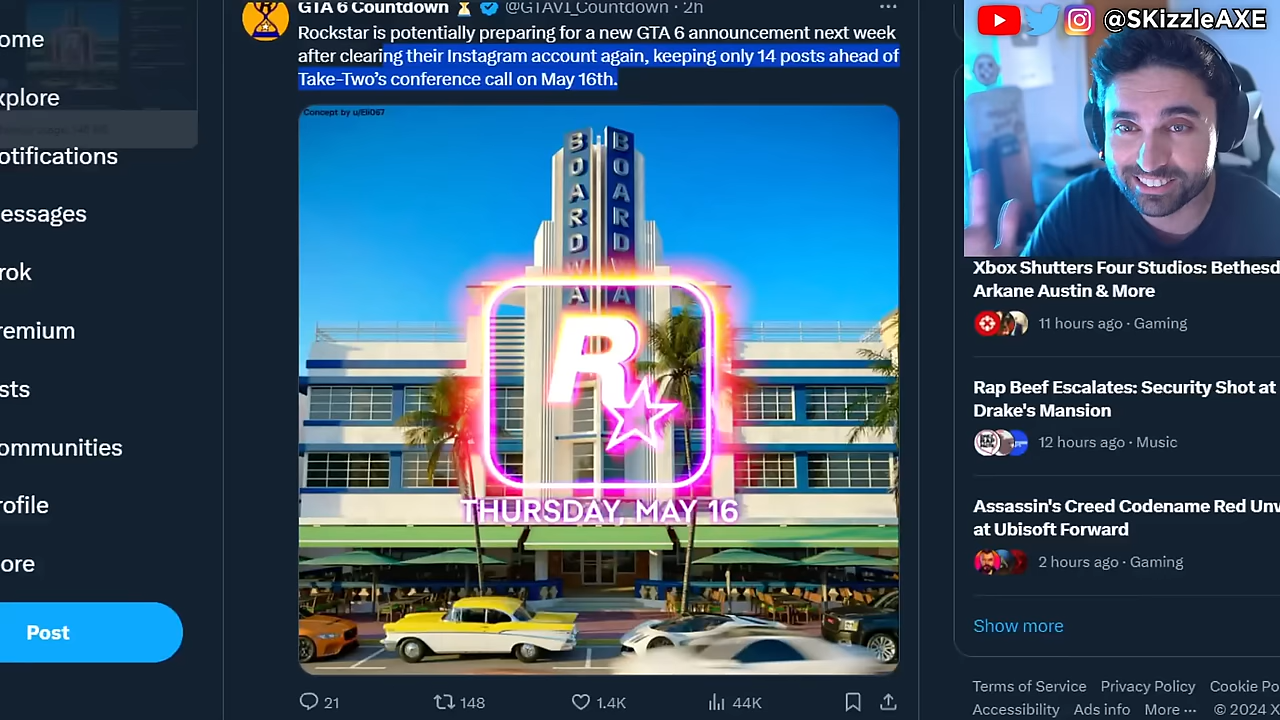 GTA 6 Countdown @GTAVI_Countdown · 2h
Rockstar is potentially preparing for a new GTA 6 announcement next week
after clearing their Instagram account again, keeping only 14 posts ahead of
Take-Two's conference call on May 16th.
Concept by u/Eli067
BOARDWA
BOARDWA
R
THURSDAY, MAY 16
21
148
1.4K
44K
ome
xplore
otifications
essages
rok
remium
sts
ommunities
rofile
ore
Post
@SKizzleAXE
Xbox Shutters Four Studios: Bethesd
Arkane Austin & More
11 hours ago · Gaming
Rap Beef Escalates: Security Shot at
Drake's Mansion
12 hours ago · Music
Assassin's Creed Codename Red Unv
at Ubisoft Forward
2 hours ago · Gaming
Show more
Terms of Service Privacy Policy Cookie Po
Accessibility Ads info More ··· © 2024 X